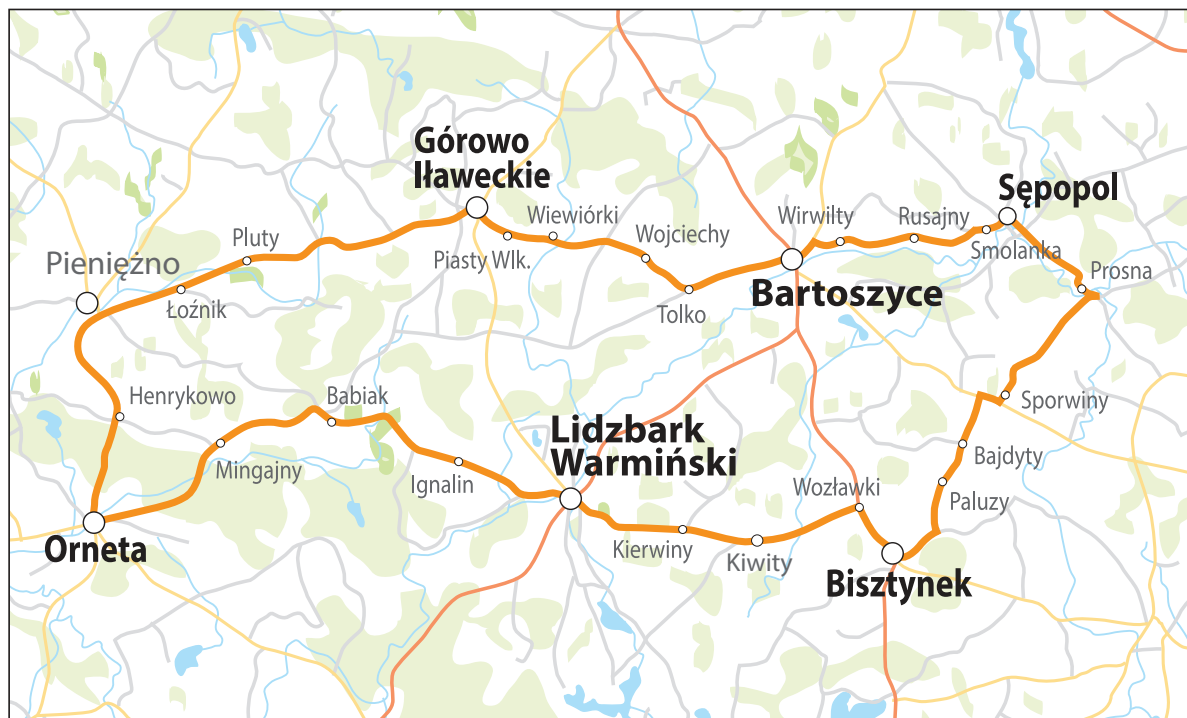 Górowo
Iławeckie
Sępopol
Wiewiórki
Wirwilty
Rusajny
Pluty
Wojciechy
Smolanka
Pieniężno
Piasty Wlk.
Prosna
Łoźnik
Tolko
Bartoszyce
Henrykowo
Babiak
Sporwiny
Lidzbark
Warmiński
Bajdyty
Mingajny
Ignalin
Wozławki
Paluzy
Orneta
Kierwiny
Kiwity
Bisztynek